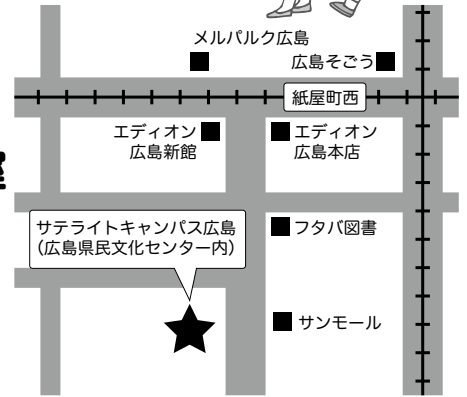 メルパルク広島
広島そごう
紙屋町西
エディオン
広島新館
エディオン
広島本店
サテライトキャンパス広島
（広島県民文化センター内）
フタバ図書
サンモール